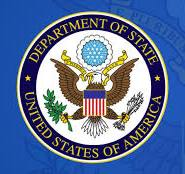 DEPARTMENT OF STATE
UNITED STATES OF AMERICA